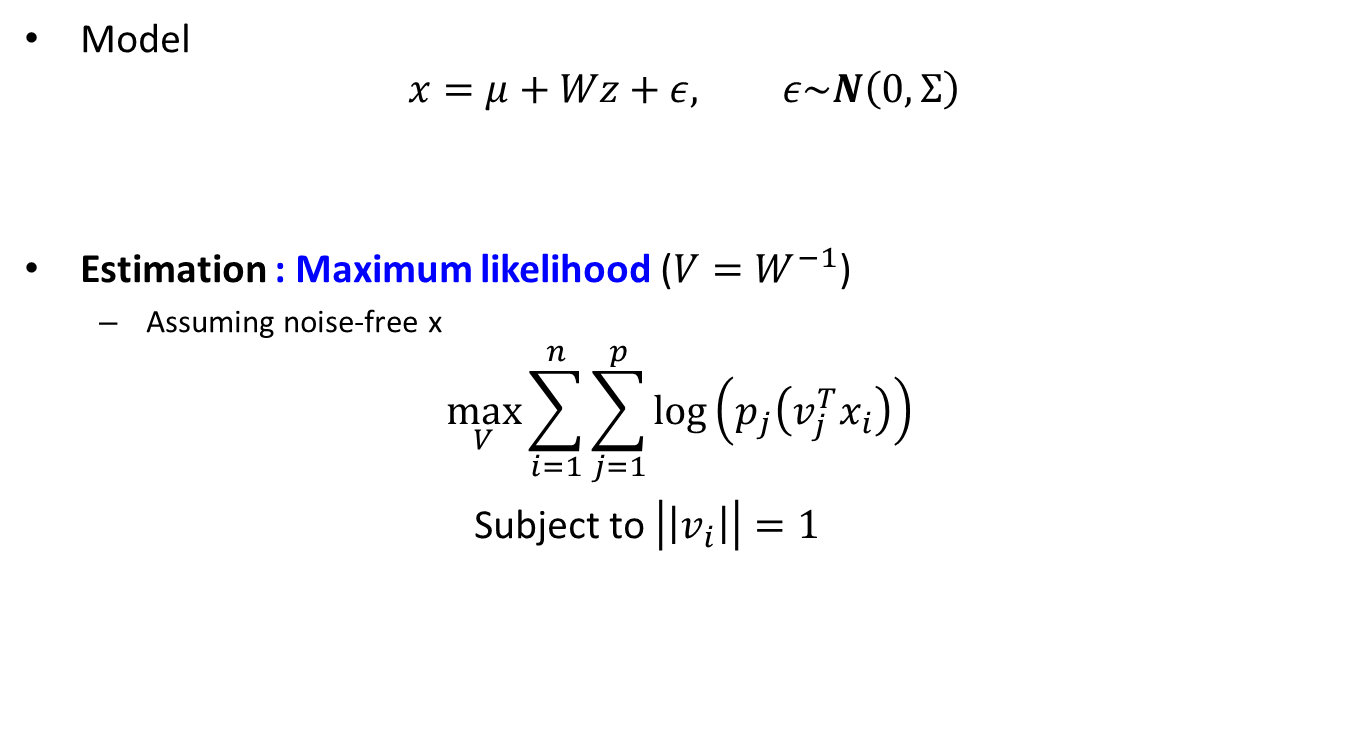 • Model
x = μ + Wz + ϵ, ϵ~N(0, Σ)
• Estimation : Maximum likelihood (V = W⁻¹)
– Assuming noise-free x
max_V ∑_{i=1}^{n} ∑_{j=1}^{p} log(p_j(v_j^T x_i))
Subject to ||v_i|| = 1